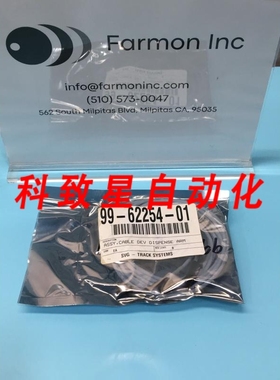 Farmon Inc
info@farmoninc.com
(510) 573-0047
562 South Milpitas Blvd, Milpitas CA, 95035
科致星自动化
99-62254-01
ASSY-CABLE DEV DISPENSE ARM
SVG - TRACK SYSTEMS